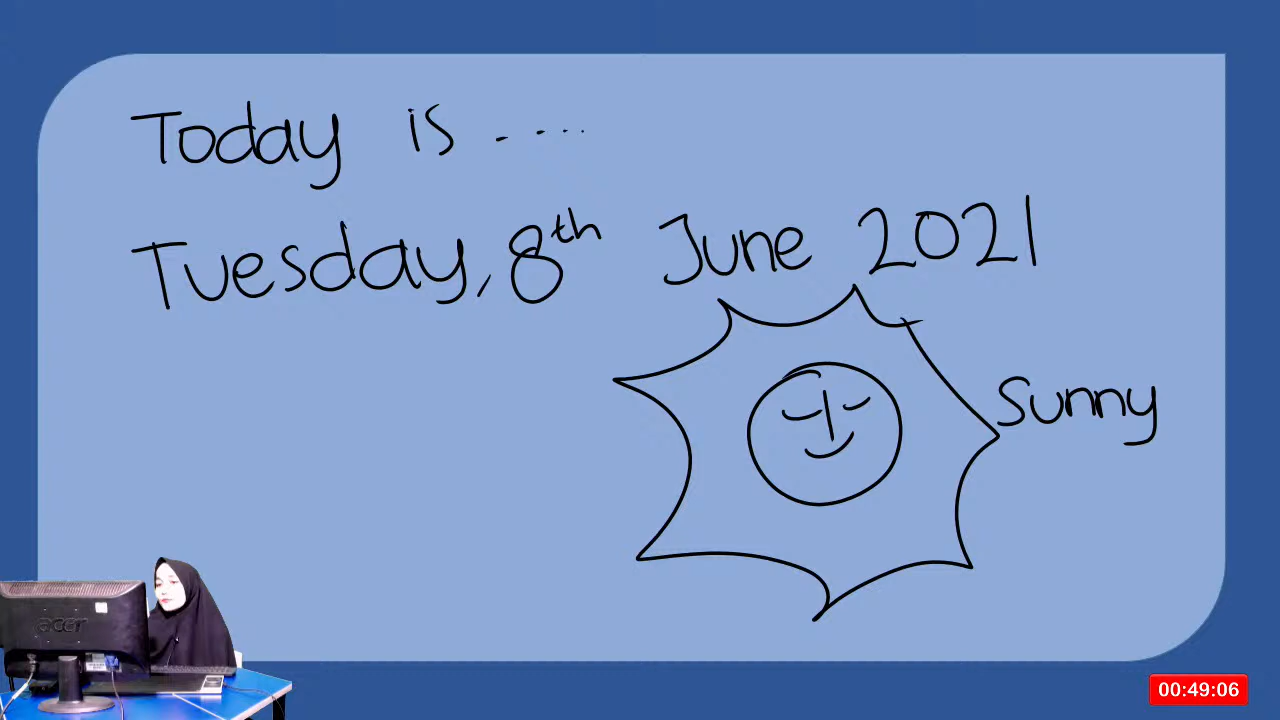 Today is .....
Tuesday, 8th June 2021
Sunny
acer
00:49:06